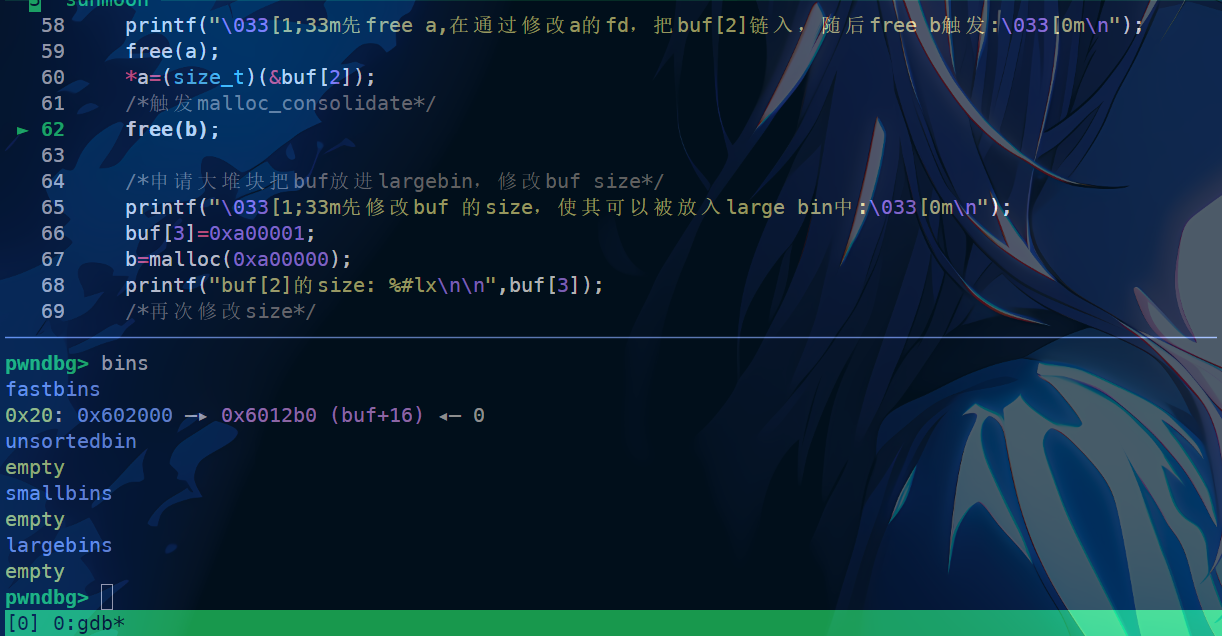 58     printf("\033[1;33m先free a,在通过修改a的fd，把buf[2]链入，随后free b触发:\033[0m\n");
59     free(a);
60     *a=(size_t)(&buf[2]);
61     /*触发malloc_consolidate*/
► 62     free(b);
63
64     /*申请大堆块把buf放进largebin，修改buf size*/
65     printf("\033[1;33m先修改buf 的size，使其可以被放入large bin中:\033[0m\n");
66     buf[3]=0xa00001;
67     b=malloc(0xa00000);
68     printf("buf[2]的size: %#lx\n\n",buf[3]);
69     /*再次修改size*/
pwndbg> bins
fastbins
0x20: 0x602000 —▸ 0x6012b0 (buf+16) ◂— 0
unsortedbin
empty
smallbins
empty
largebins
empty
pwndbg>
[0] 0:gdb*